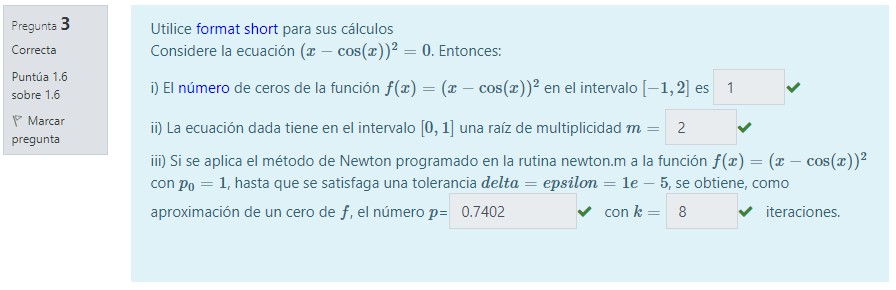 Pregunta 3
Correcta
Puntúa 1.6
sobre 1.6
Marcar
pregunta
Utilice format short para sus cálculos
Considere la ecuación (x − cos(x))² = 0. Entonces:
i) El número de ceros de la función f(x) = (x − cos(x))² en el intervalo [−1, 2] es 1
ii) La ecuación dada tiene en el intervalo [0, 1] una raíz de multiplicidad m = 2
iii) Si se aplica el método de Newton programado en la rutina newton.m a la función f(x) = (x − cos(x))²
con p₀ = 1, hasta que se satisfaga una tolerancia delta = epsilon = 1e − 5, se obtiene, como
aproximación de un cero de f, el número p= 0.7402 con k = 8 iteraciones.